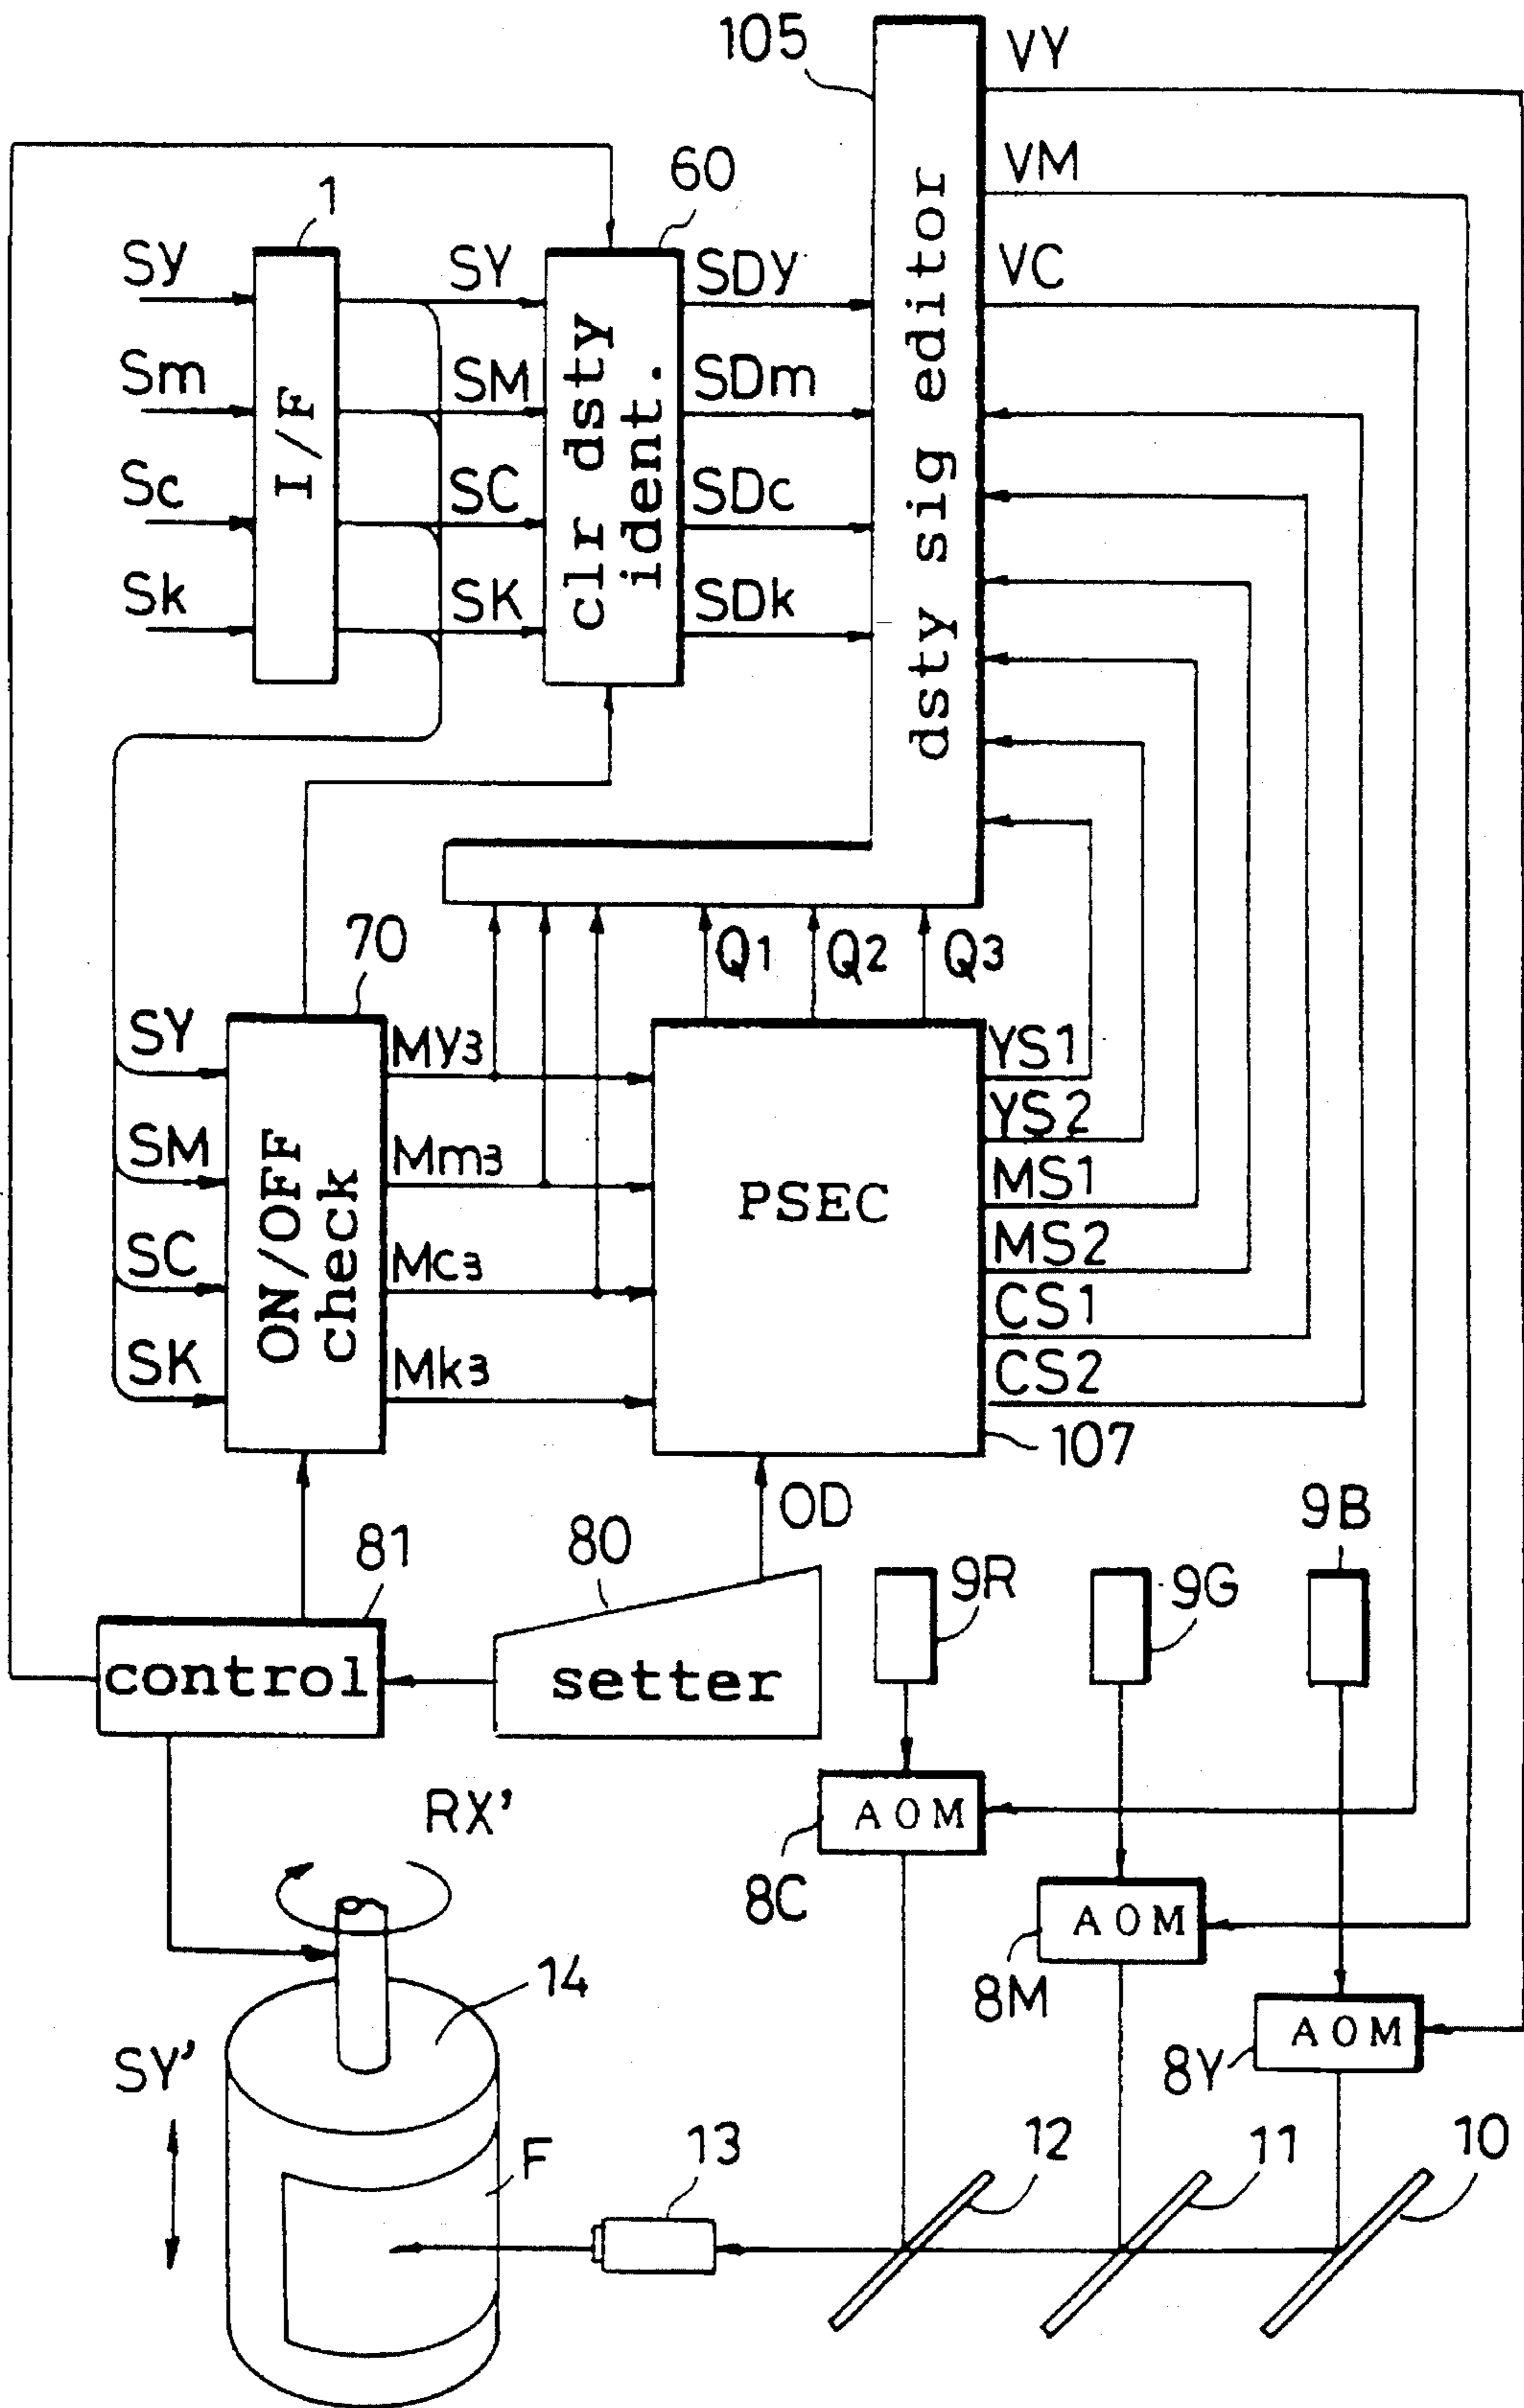 105
VY
VM
60
1
Sy
SY
SDy
VC
Sm
SM
SDm
Sc
SC
SDc
Sk
SK
SDk
I/F
clr dsty
ident.
dsty sig editor
70
Q1
Q2
Q3
SY
My3
YS1
YS2
SM
Mm3
MS1
PSEC
MS2
SC
Mc3
CS1
SK
Mk3
CS2
ON/OFF
check
107
OD
9B
81
80
9R
9G
control
setter
RX'
AOM
8C
AOM
8M
14
AOM
8Y
SY'
F
13
12
11
10